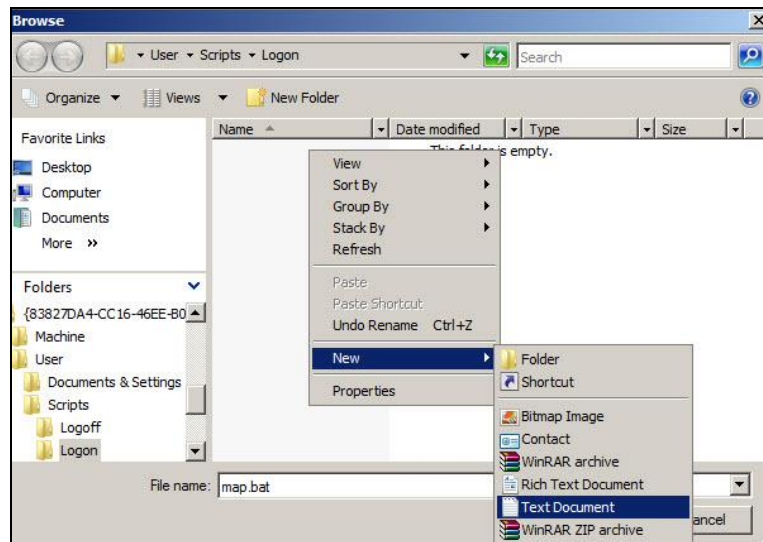 Browse
User Scripts Logon Search
Organize Views New Folder
Favorite Links
Desktop
Computer
Documents
More »
Folders
{83827DA4-CC16-46EE-B0
Machine
User
Documents & Settings
Scripts
Logoff
Logon
Name Date modified Type Size
This folder is empty.
View
Sort By
Group By
Stack By
Refresh
Paste
Paste Shortcut
Undo Rename Ctrl+Z
New
Properties
Folder
Shortcut
Bitmap Image
Contact
WinRAR archive
Rich Text Document
Text Document
WinRAR ZIP archive
File name: map.bat
ancel